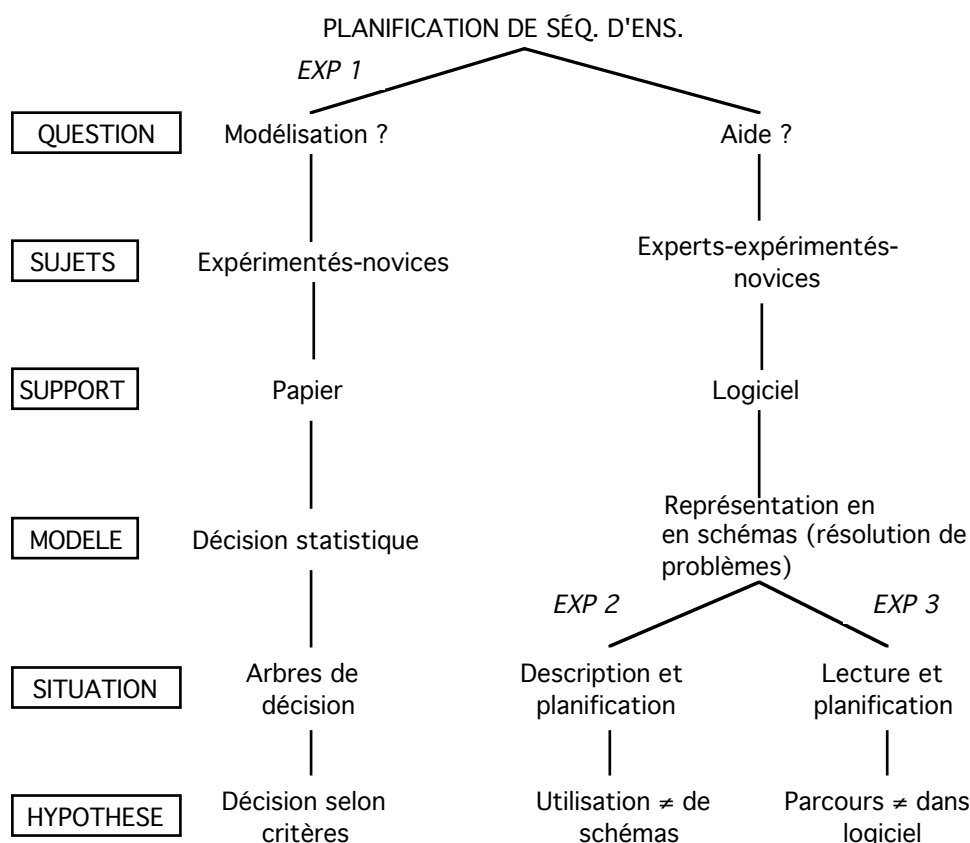 PLANIFICATION DE SÉQ. D'ENS.
EXP 1
QUESTION
Modélisation ?
Aide ?
SUJETS
Expérimentés-novices
Experts-expérimentés-
novices
SUPPORT
Papier
Logiciel
MODELE
Décision statistique
Représentation en
en schémas (résolution de
problèmes)
EXP 2
EXP 3
SITUATION
Arbres de
décision
Description et
planification
Lecture et
planification
HYPOTHESE
Décision selon
critères
Utilisation ≠ de
schémas
Parcours ≠ dans
logiciel